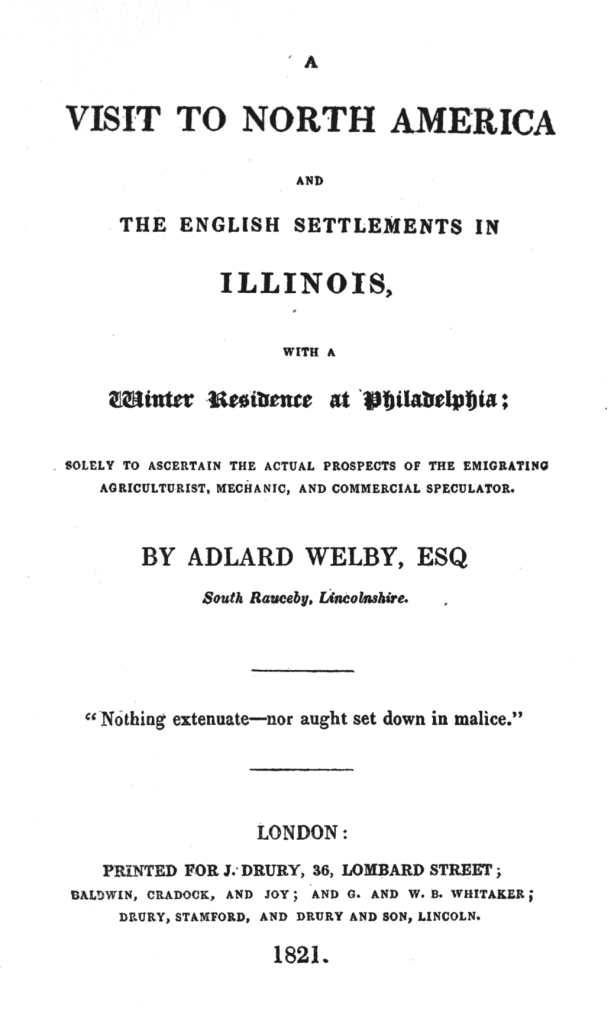 A
VISIT TO NORTH AMERICA
AND
THE ENGLISH SETTLEMENTS IN
ILLINOIS,
WITH A
Winter Residence at Philadelphia;
SOLELY TO ASCERTAIN THE ACTUAL PROSPECTS OF THE EMIGRATING
AGRICULTURIST, MECHANIC, AND COMMERCIAL SPECULATOR.
BY ADLARD WELBY, ESQ
South Rauceby, Lincolnshire.
"Nothing extenuate—nor aught set down in malice."
LONDON:
PRINTED FOR J. DRURY, 36, LOMBARD STREET;
BALDWIN, CRADOCK, AND JOY; AND G. AND W. B. WHITAKER;
DRURY, STAMFORD, AND DRURY AND SON, LINCOLN.
1821.